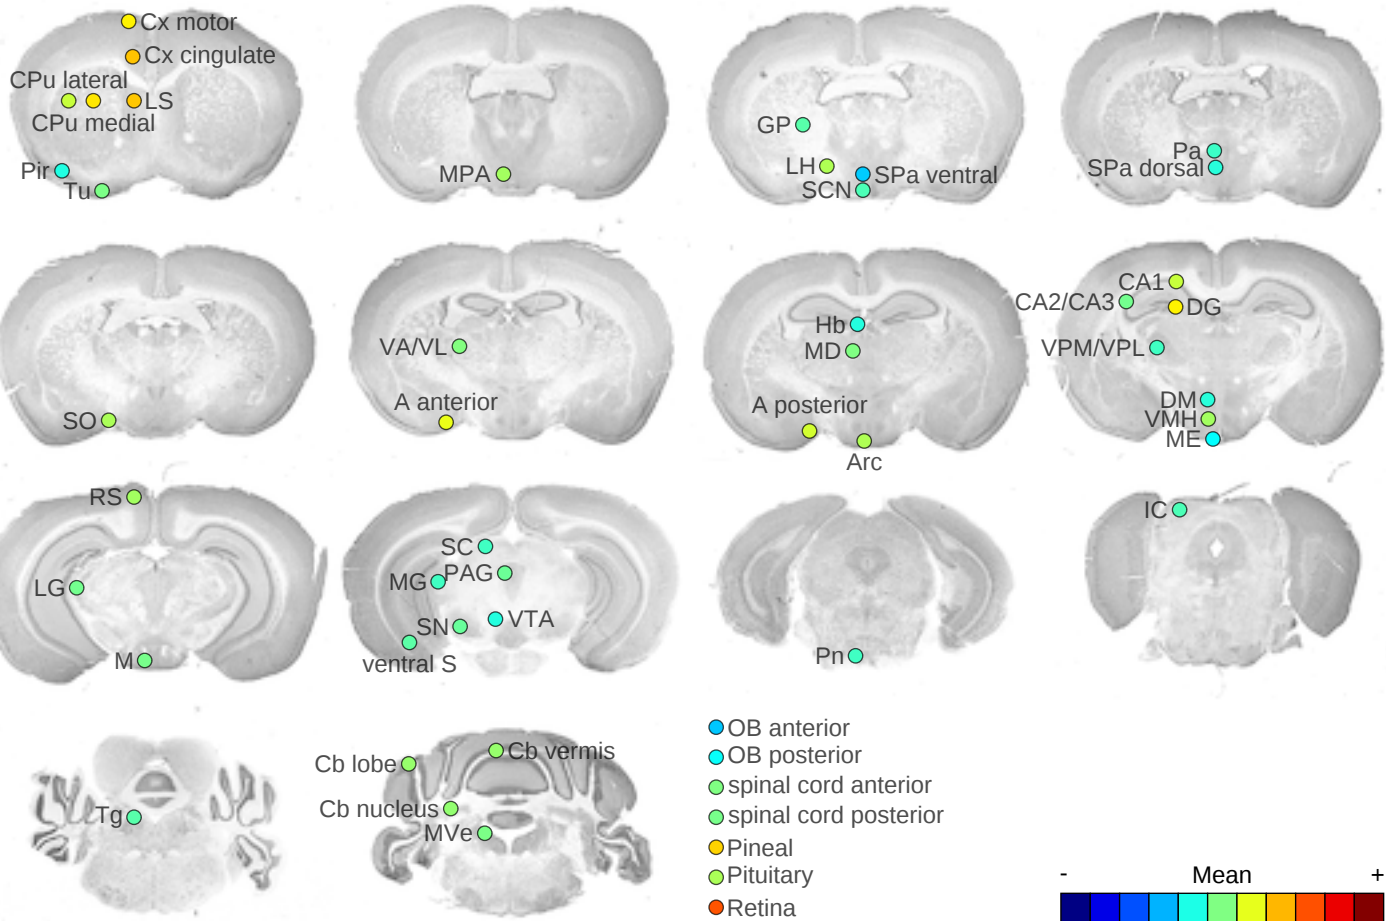 Cx motor
Cx cingulate
CPu lateral
LS
CPu medial
Pir
Tu
MPA
GP
LH
SPa ventral
SCN
Pa
SPa dorsal
SO
VA/VL
A anterior
Hb
MD
A posterior
Arc
CA1
CA2/CA3
DG
VPM/VPL
DM
VMH
ME
RS
LG
M
SC
MG
PAG
SN
VTA
ventral S
Pn
IC
Tg
Cb lobe
Cb vermis
Cb nucleus
MVe
OB anterior
OB posterior
spinal cord anterior
spinal cord posterior
Pineal
Pituitary
Retina
- Mean +